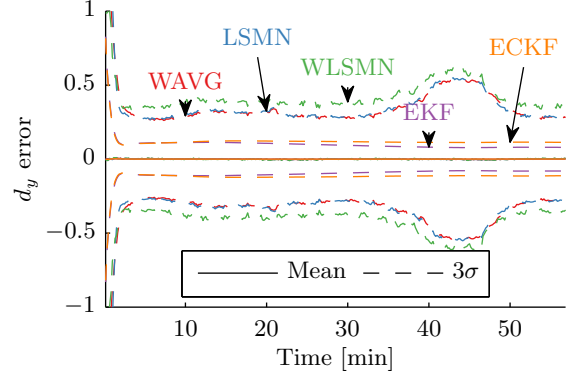 1
LSMN
ECKF
WAVG
WLSMN
0.5
EKF
0
d_y error
−0.5
Mean
3σ
−1
10
20
30
40
50
Time [min]